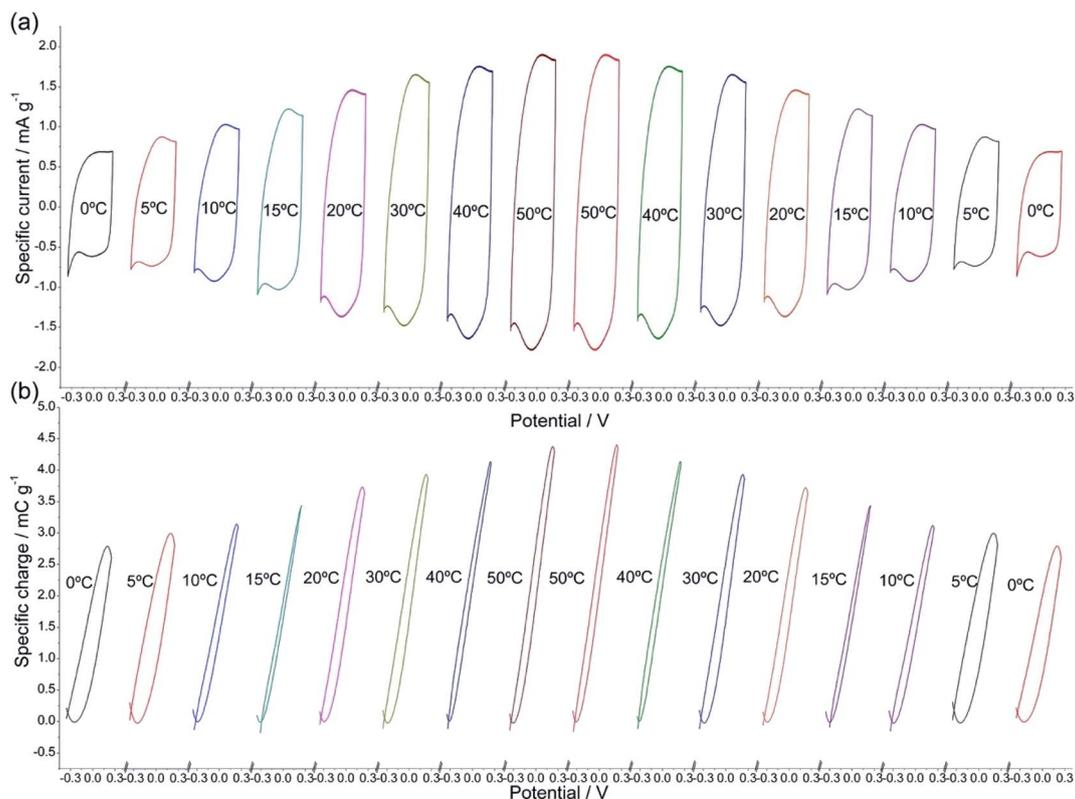 (a)
Specific current / mA g⁻¹
2.0
1.5
1.0
0.5
0.0
-0.5
-1.0
-1.5
-2.0
0ºC 5ºC 10ºC 15ºC 20ºC 30ºC 40ºC 50ºC 50ºC 40ºC 30ºC 20ºC 15ºC 10ºC 5ºC 0ºC
-0.3 0.0 0.3 -0.3 0.0 0.3 -0.3 0.0 0.3 -0.3 0.0 0.3 -0.3 0.0 0.3 -0.3 0.0 0.3 -0.3 0.0 0.3 -0.3 0.0 0.3 -0.3 0.0 0.3 -0.3 0.0 0.3 -0.3 0.0 0.3 -0.3 0.0 0.3 -0.3 0.0 0.3 -0.3 0.0 0.3 -0.3 0.0 0.3 -0.3 0.0 0.3
Potential / V
(b)
Specific charge / mC g⁻¹
5.0
4.5
4.0
3.5
3.0
2.5
2.0
1.5
1.0
0.5
0.0
-0.5
0ºC 5ºC 10ºC 15ºC 20ºC 30ºC 40ºC 50ºC 50ºC 40ºC 30ºC 20ºC 15ºC 10ºC 5ºC 0ºC
-0.3 0.0 0.3 -0.3 0.0 0.3 -0.3 0.0 0.3 -0.3 0.0 0.3 -0.3 0.0 0.3 -0.3 0.0 0.3 -0.3 0.0 0.3 -0.3 0.0 0.3 -0.3 0.0 0.3 -0.3 0.0 0.3 -0.3 0.0 0.3 -0.3 0.0 0.3 -0.3 0.0 0.3 -0.3 0.0 0.3 -0.3 0.0 0.3 -0.3 0.0 0.3
Potential / V